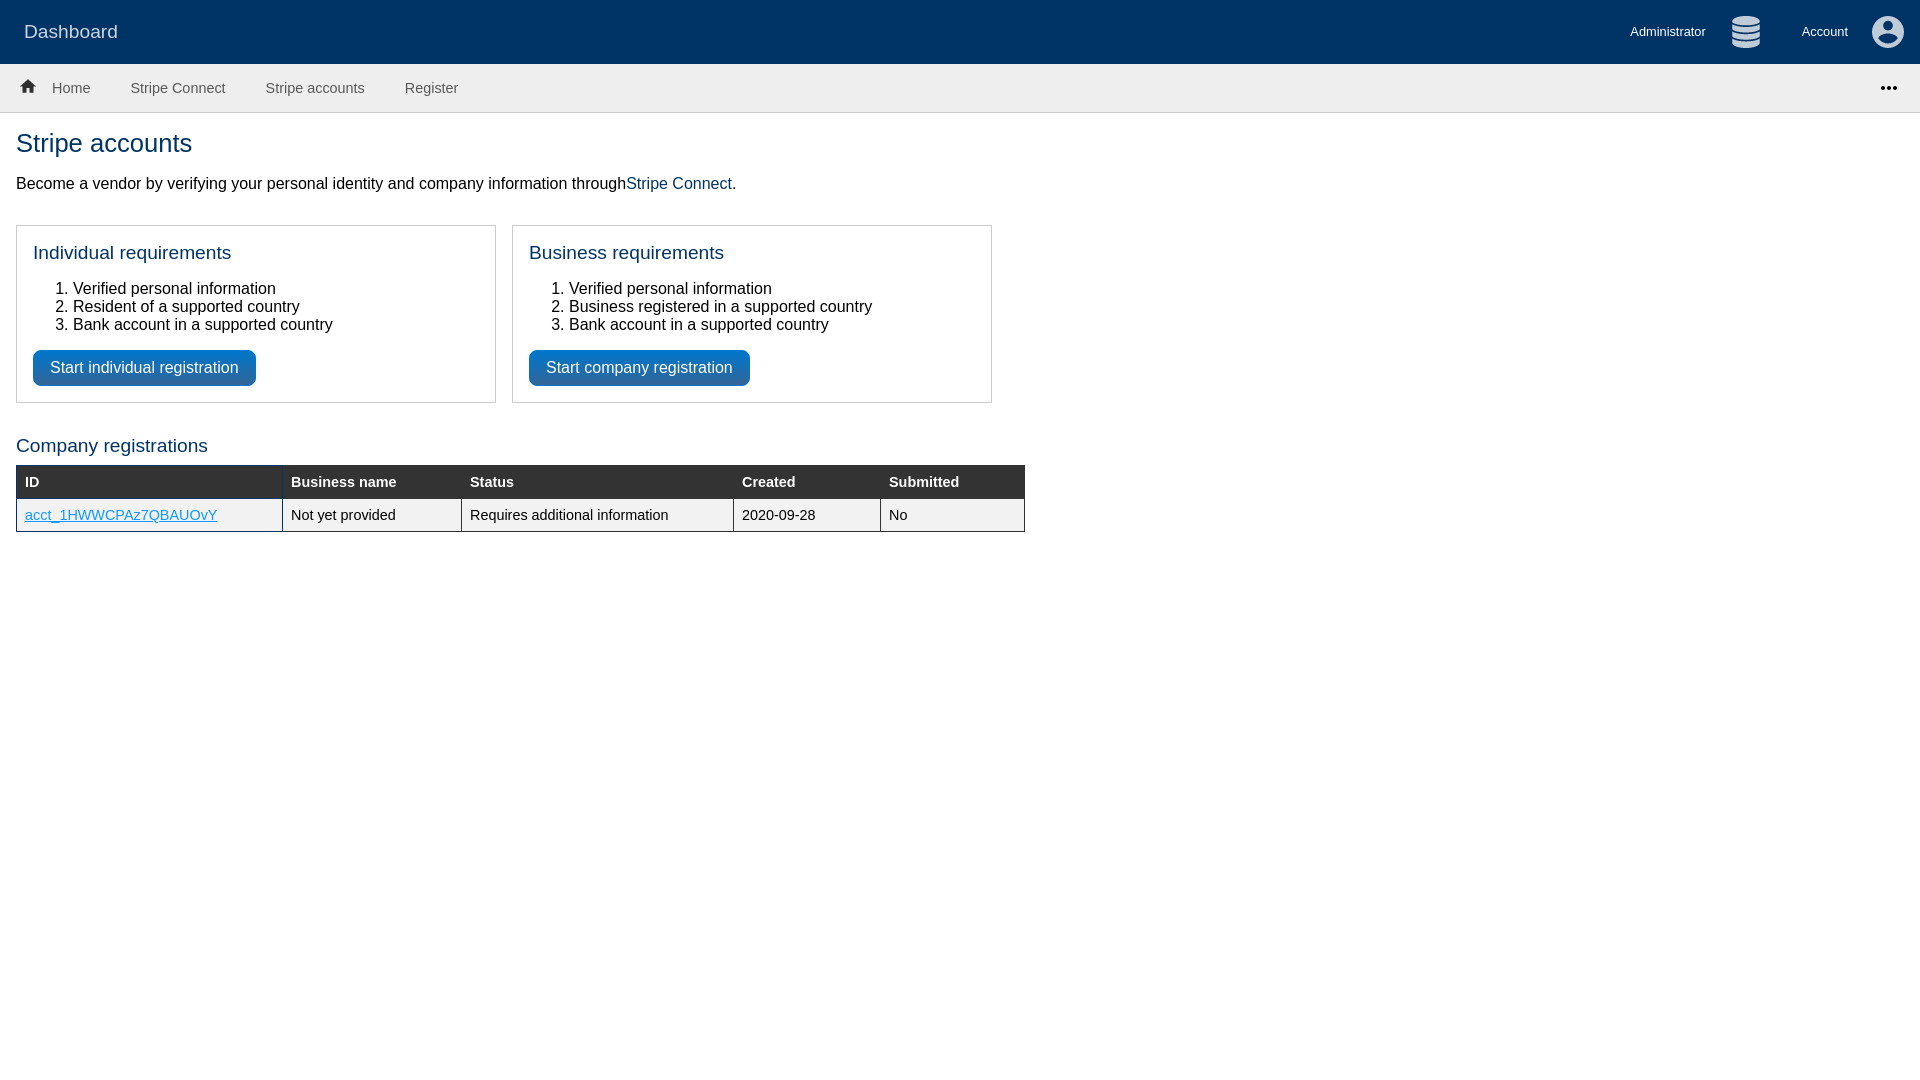 Dashboard
Administrator
Account
Home
Stripe Connect
Stripe accounts
Register
Stripe accounts
Become a vendor by verifying your personal identity and company information throughStripe Connect.
Individual requirements
1. Verified personal information
2. Resident of a supported country
3. Bank account in a supported country
Start individual registration
Business requirements
1. Verified personal information
2. Business registered in a supported country
3. Bank account in a supported country
Start company registration
Company registrations
ID Business name Status Created Submitted
acct_1HWWCPAz7QBAUOvY Not yet provided Requires additional information 2020-09-28 No